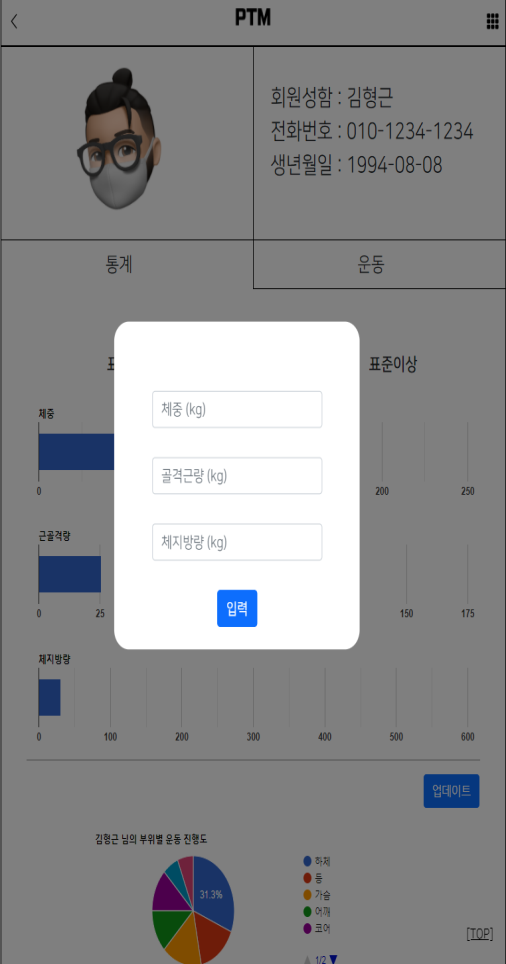 PTM
회원성함 : 김형근
전화번호 : 010-1234-1234
생년월일 : 1994-08-08
통계
운동
표준이상
체중
0
200
250
근골격량
0
25
150
175
체지방량
0
100
200
300
400
500
600
체중 (kg)
골격근량 (kg)
체지방량 (kg)
입력
업데이트
김형근 님의 부위별 운동 진행도
31.3%
하체
등
가슴
어깨
코어
1/2
[TOP]